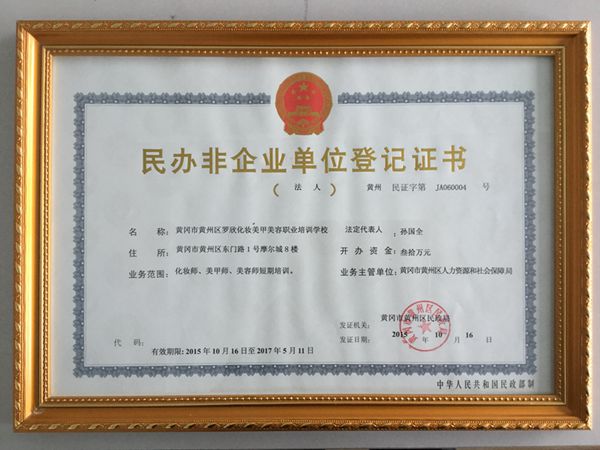 民办非企业单位登记证书
（法人） 黄州 民证字第 JA060004 号
名称：黄冈市黄州区罗欣化妆美甲美容职业培训学校
法定代表人：孙国全
住所：黄冈市黄州区东门路1号摩尔城8楼
开办资金：叁拾万元
业务范围：化妆师、美甲师、美容师短期培训。
业务主管单位：黄冈市黄州区人力资源和社会保障局
发证机关：黄冈市黄州区民政局
发证日期：2015 年 10 月 16 日
代码：
有效期限：2015年10月16日至2017年5月11日
中华人民共和国民政部制